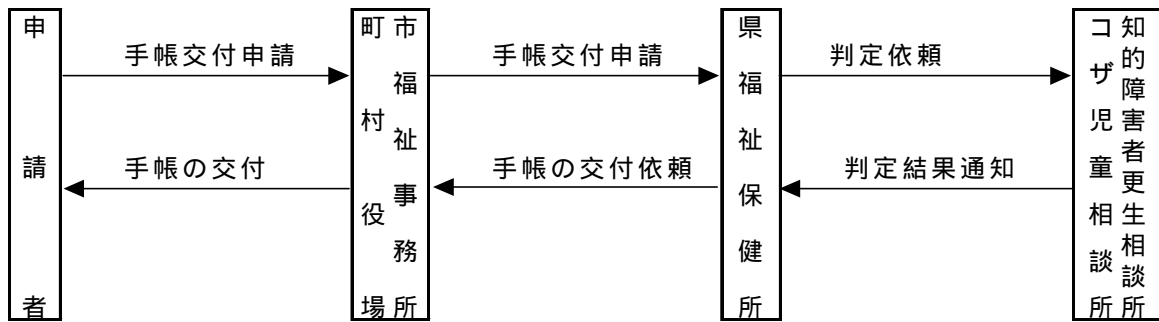 申請者
手帳交付申請
手帳の交付
市福祉事務所
町村役場
手帳交付申請
手帳の交付依頼
県福祉保健所
判定依頼
判定結果通知
知的障害者更生相談所
コザ児童相談所